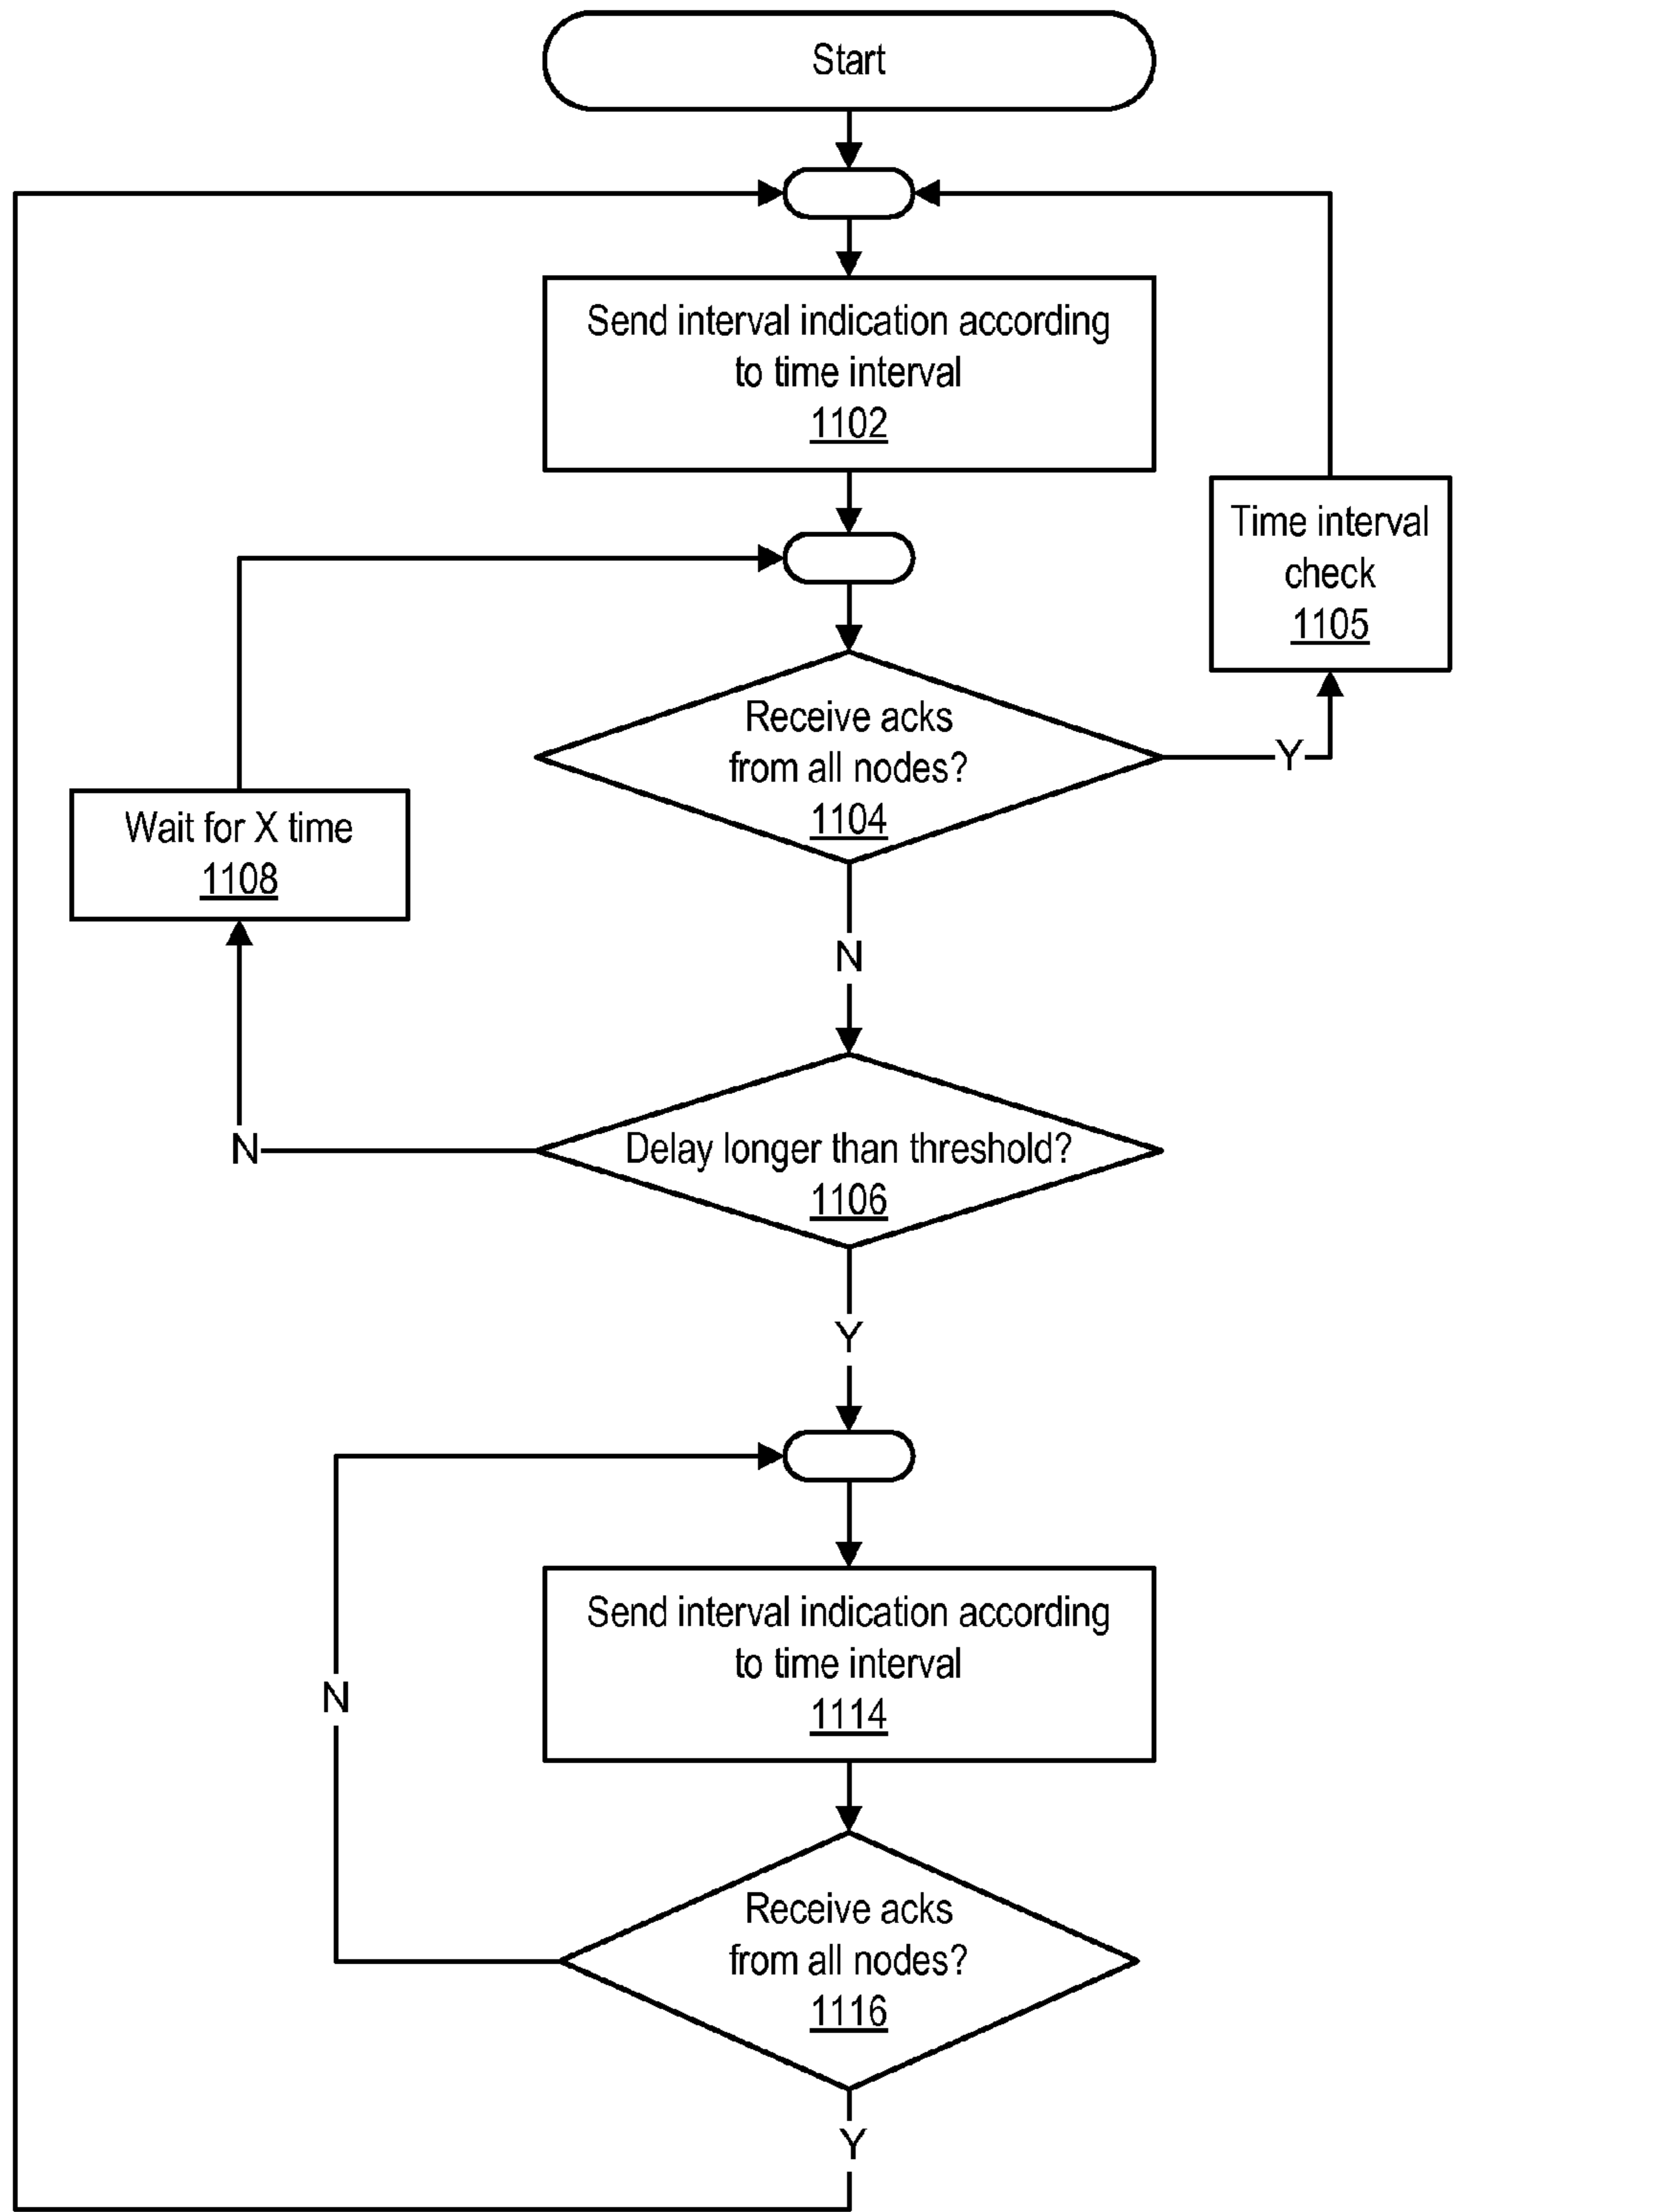 Start
Send interval indication according
to time interval
1102
Time interval
check
1105
Receive acks
from all nodes?
1104
Y
Wait for X time
1108
N
Delay longer than threshold?
1106
N
Y
Send interval indication according
to time interval
1114
N
Receive acks
from all nodes?
1116
Y